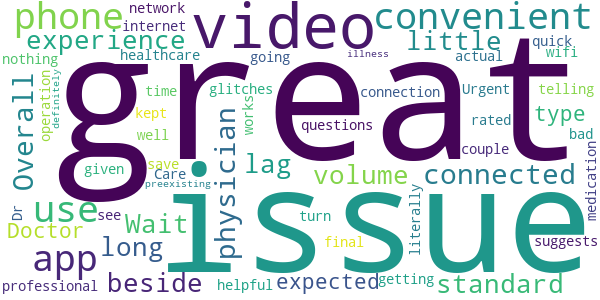 phone
network
internet
video
convenient
experience
healthcare
going
illness
little
quick
wifi
nothing
operation
definitely
great
actual
Overall
time
glitches
works
connection
Urgent
telling
kept
well
physician
questions
rated
type
bad
couple
given
save
Care
preexisting
lag
volume
connected
medication
Dr
see
use
Wait
issue
turn
literally
Doctor
long
final
suggests
app
beside
helpful
expected
getting
standard
professional